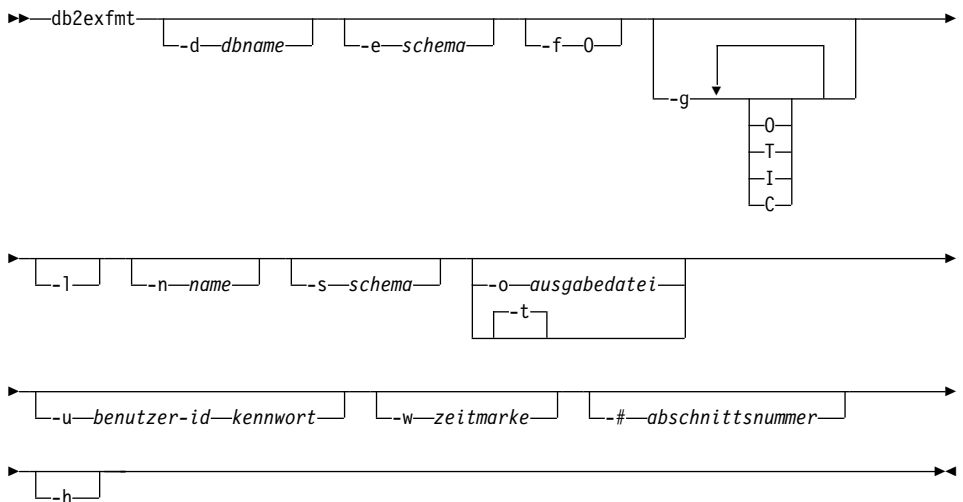 db2exfmt
-d dbname
-e schema
-f O
-g
O
T
I
C
-l
-n name
-s schema
-o ausgabedatei
-t
-u benutzer-id kennwort
-w zeitmarke
-# abschnittsnummer
-h